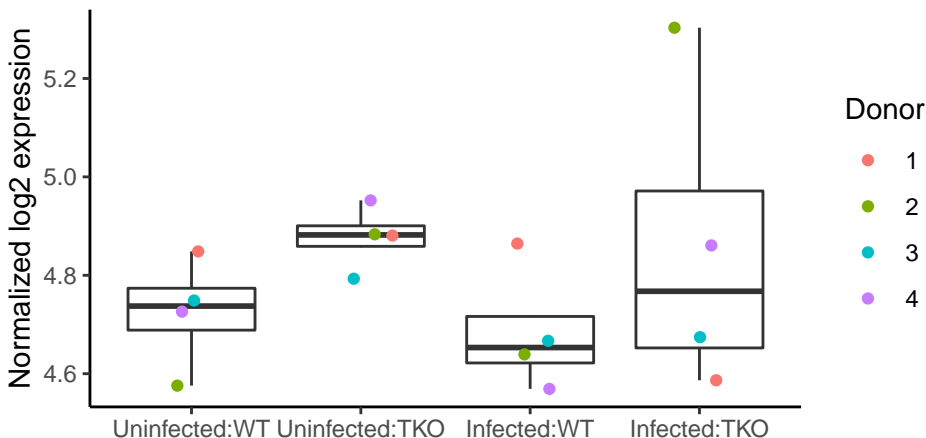 Normalized log2 expression
5.2
5.0
4.8
4.6
Uninfected:WT Uninfected:TKO Infected:WT Infected:TKO
Donor
1
2
3
4